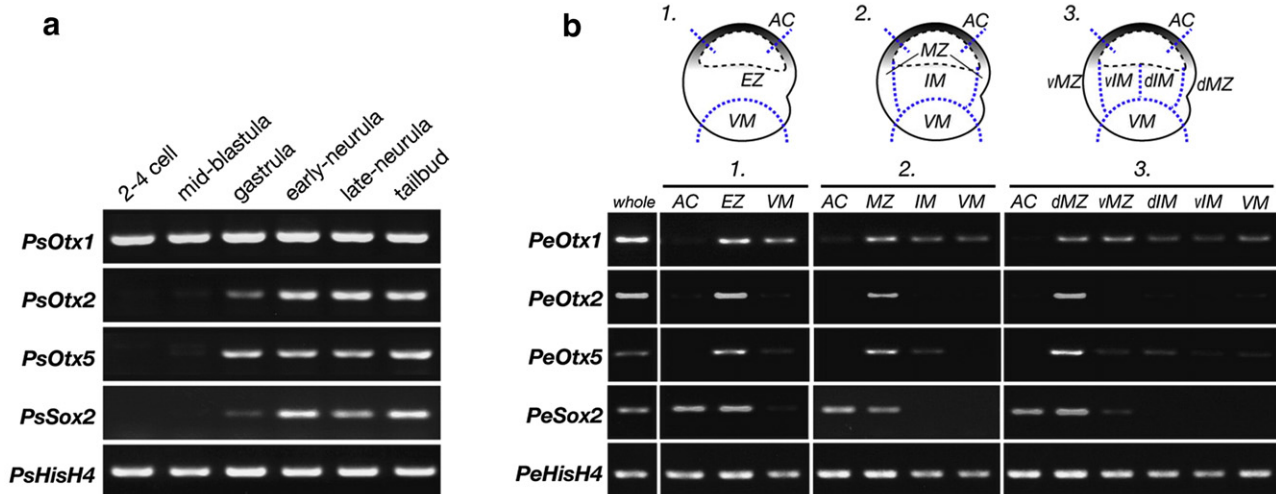 a
2-4 cell
mid-blastula
gastrula
early-neurula
late-neurula
tailbud
PsOtx1
PsOtx2
PsOtx5
PsSox2
PsHisH4
b
1.
AC
EZ
VM
2.
AC
MZ
IM
VM
3.
AC
vMZ
vIM
dIM
dMZ
VM
1.
2.
3.
whole AC EZ VM AC MZ IM VM AC dMZ vMZ dIM vIM VM
PeOtx1
PeOtx2
PeOtx5
PeSox2
PeHisH4